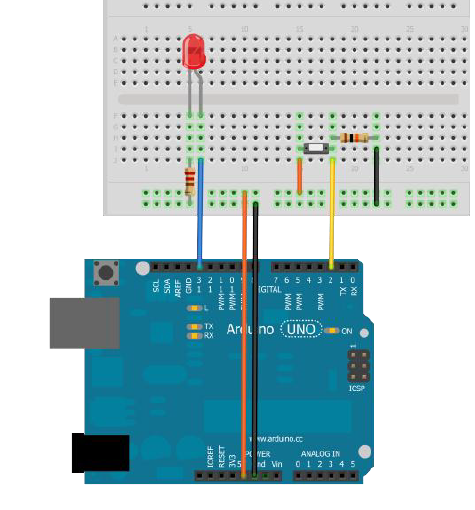 1 5 10 15 20 25 30
A A
B B
C C
D D
E E
F F
G G
H H
I I
J J
1 5 10 15 20 25 30
SCL
SDA
AREF
GND
13
12
PWM 11
PWM 10
PWM 9
8
7
PWM 6
PWM 5
4
PWM 3
2
TX 1
RX 0
DIGITAL
L
TX
RX
Arduino UNO ON
1
ICSP
www.arduino.cc
POWER ANALOG IN
IOREF
RESET
3V3
5V
Gnd
Vin
0 1 2 3 4 5